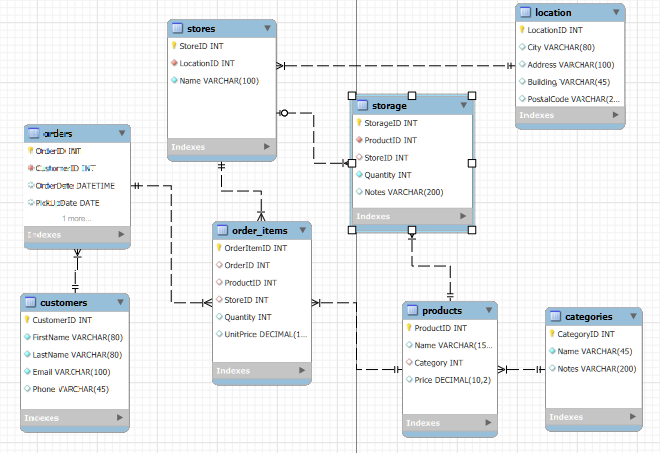 stores
StoreID INT
LocationID INT
Name VARCHAR(100)
Indexes
location
LocationID INT
City VARCHAR(80)
Address VARCHAR(100)
Building VARCHAR(45)
PostalCode VARCHAR(2...
Indexes
storage
StorageID INT
ProductID INT
StoreID INT
Quantity INT
Notes VARCHAR(200)
Indexes
orders
OrderID INT
CustomerID INT
OrderDate DATETIME
PickUpDate DATE
1 more...
Indexes
order_items
OrderItemID INT
OrderID INT
ProductID INT
StoreID INT
Quantity INT
UnitPrice DECIMAL(1...
Indexes
customers
CustomerID INT
FirstName VARCHAR(80)
LastName VARCHAR(80)
Email VARCHAR(100)
Phone VARCHAR(45)
Indexes
products
ProductID INT
Name VARCHAR(15...
Category INT
Price DECIMAL(10,2)
Indexes
categories
CategoryID INT
Name VARCHAR(45)
Notes VARCHAR(200)
Indexes